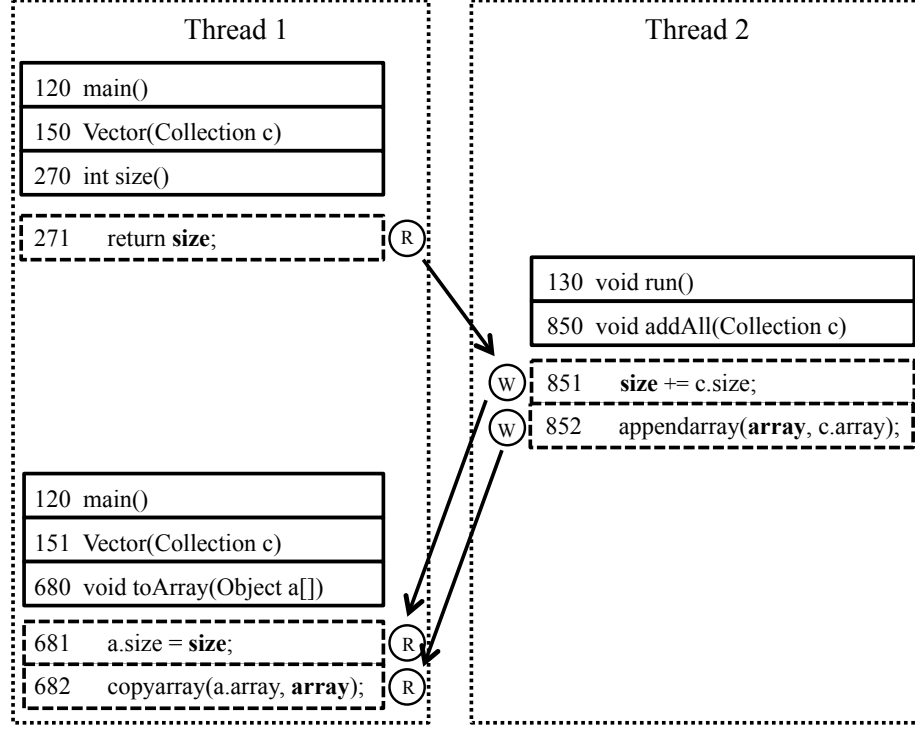 Thread 1
120 main()
150 Vector(Collection c)
270 int size()
271 return size;
R
Thread 2
130 void run()
850 void addAll(Collection c)
W
851 size += c.size;
W
852 appendarray(array, c.array);
120 main()
151 Vector(Collection c)
680 void toArray(Object a[])
681 a.size = size;
R
682 copyarray(a.array, array);
R